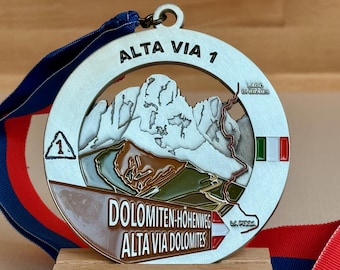 ALTA VIA 1
1
DOLOMITEN-HÖHENWEG
ALTA VIA DOLOMITES